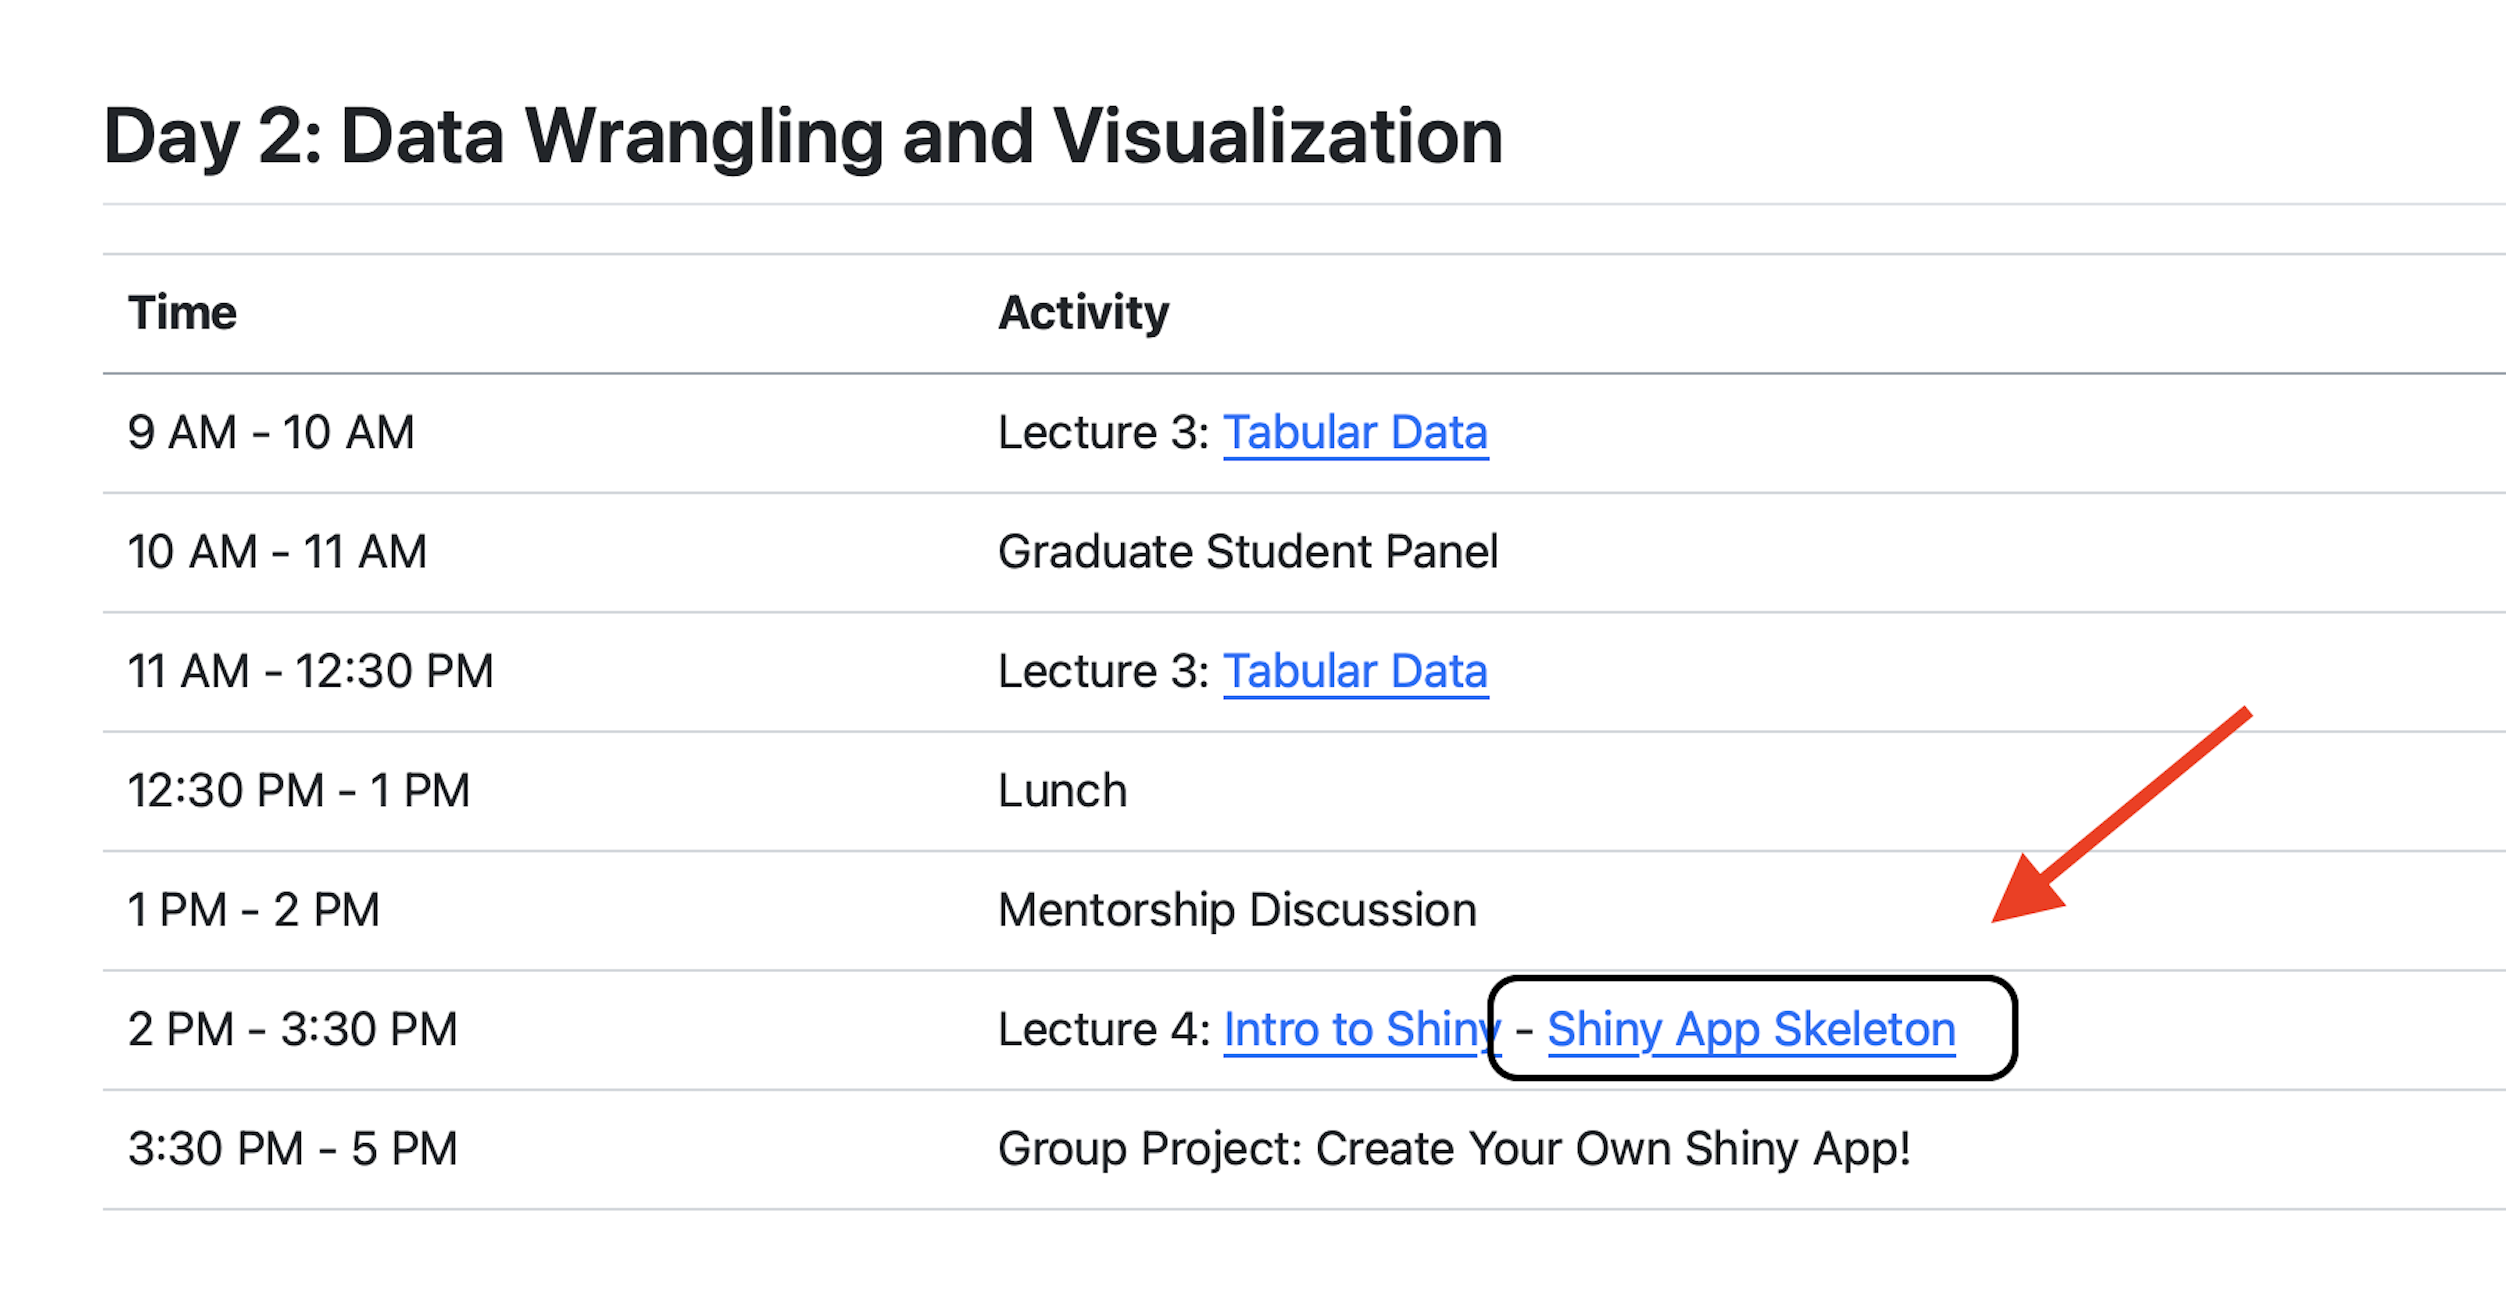 Day 2: Data Wrangling and Visualization
Time Activity
9 AM - 10 AM Lecture 3: Tabular Data
10 AM - 11 AM Graduate Student Panel
11 AM - 12:30 PM Lecture 3: Tabular Data
12:30 PM - 1 PM Lunch
1 PM - 2 PM Mentorship Discussion
2 PM - 3:30 PM Lecture 4: Intro to Shiny - Shiny App Skeleton
3:30 PM - 5 PM Group Project: Create Your Own Shiny App!